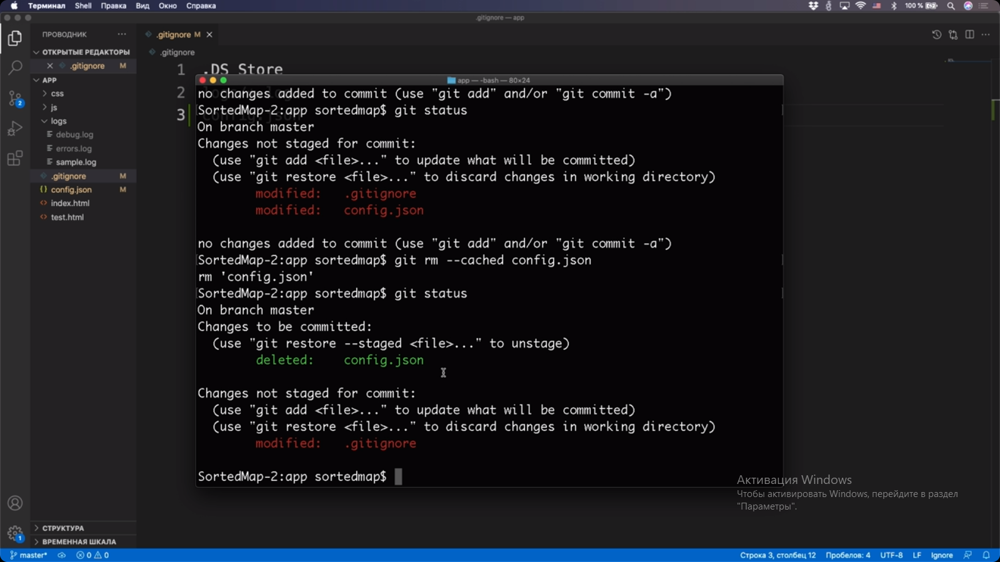 Терминал Shell Правка Вид Окно Справка 100 %
.gitignore — app
ПРОВОДНИК
.gitignore M
ОТКРЫТЫЕ РЕДАКТОРЫ
.gitignore M
APP
css
js
logs
debug.log
errors.log
sample.log
.gitignore M
config.json M
index.html
test.html
СТРУКТУРА
ВРЕМЕННАЯ ШКАЛА
.gitignore
1 .DS_Store
2
3 config.json
app — -bash — 80×24
no changes added to commit (use "git add" and/or "git commit -a")
SortedMap-2:app sortedmap$ git status
On branch master
Changes not staged for commit:
(use "git add <file>..." to update what will be committed)
(use "git restore <file>..." to discard changes in working directory)
modified: .gitignore
modified: config.json
no changes added to commit (use "git add" and/or "git commit -a")
SortedMap-2:app sortedmap$ git rm --cached config.json
rm 'config.json'
SortedMap-2:app sortedmap$ git status
On branch master
Changes to be committed:
(use "git restore --staged <file>..." to unstage)
deleted: config.json
Changes not staged for commit:
(use "git add <file>..." to update what will be committed)
(use "git restore <file>..." to discard changes in working directory)
modified: .gitignore
SortedMap-2:app sortedmap$
Активация Windows
Чтобы активировать Windows, перейдите в раздел
"Параметры".
2
1
master* 0 0 Строка 3, столбец 12 Пробелов: 4 UTF-8 LF Ignore